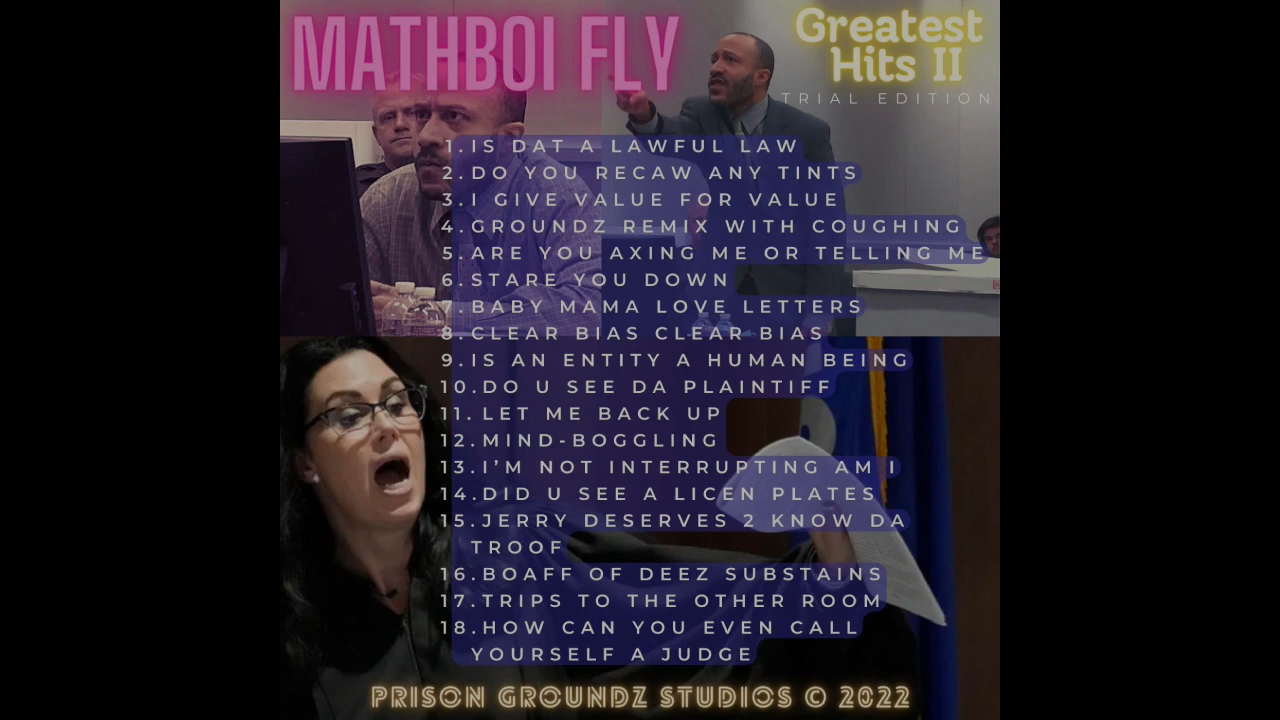 MATHBOI FLY
Greatest
Hits II
TRIAL EDITION
1. IS DAT A LAWFUL LAW
2. DO YOU RECAW ANY TINTS
3. I GIVE VALUE FOR VALUE
4. GROUNDZ REMIX WITH COUGHING
5. ARE YOU AXING ME OR TELLING ME
6. STARE YOU DOWN
7. BABY MAMA LOVE LETTERS
8. CLEAR BIAS CLEAR BIAS
9. IS AN ENTITY A HUMAN BEING
10. DO U SEE DA PLAINTIFF
11. LET ME BACK UP
12. MIND-BOGGLING
13. I'M NOT INTERRUPTING AM I
14. DID U SEE A LICEN PLATES
15. JERRY DESERVES 2 KNOW DA
TROOF
16. BOAFF OF DEEZ SUBSTAINS
17. TRIPS TO THE OTHER ROOM
18. HOW CAN YOU EVEN CALL
YOURSELF A JUDGE
PRISON GROUNDZ STUDIOS © 2022